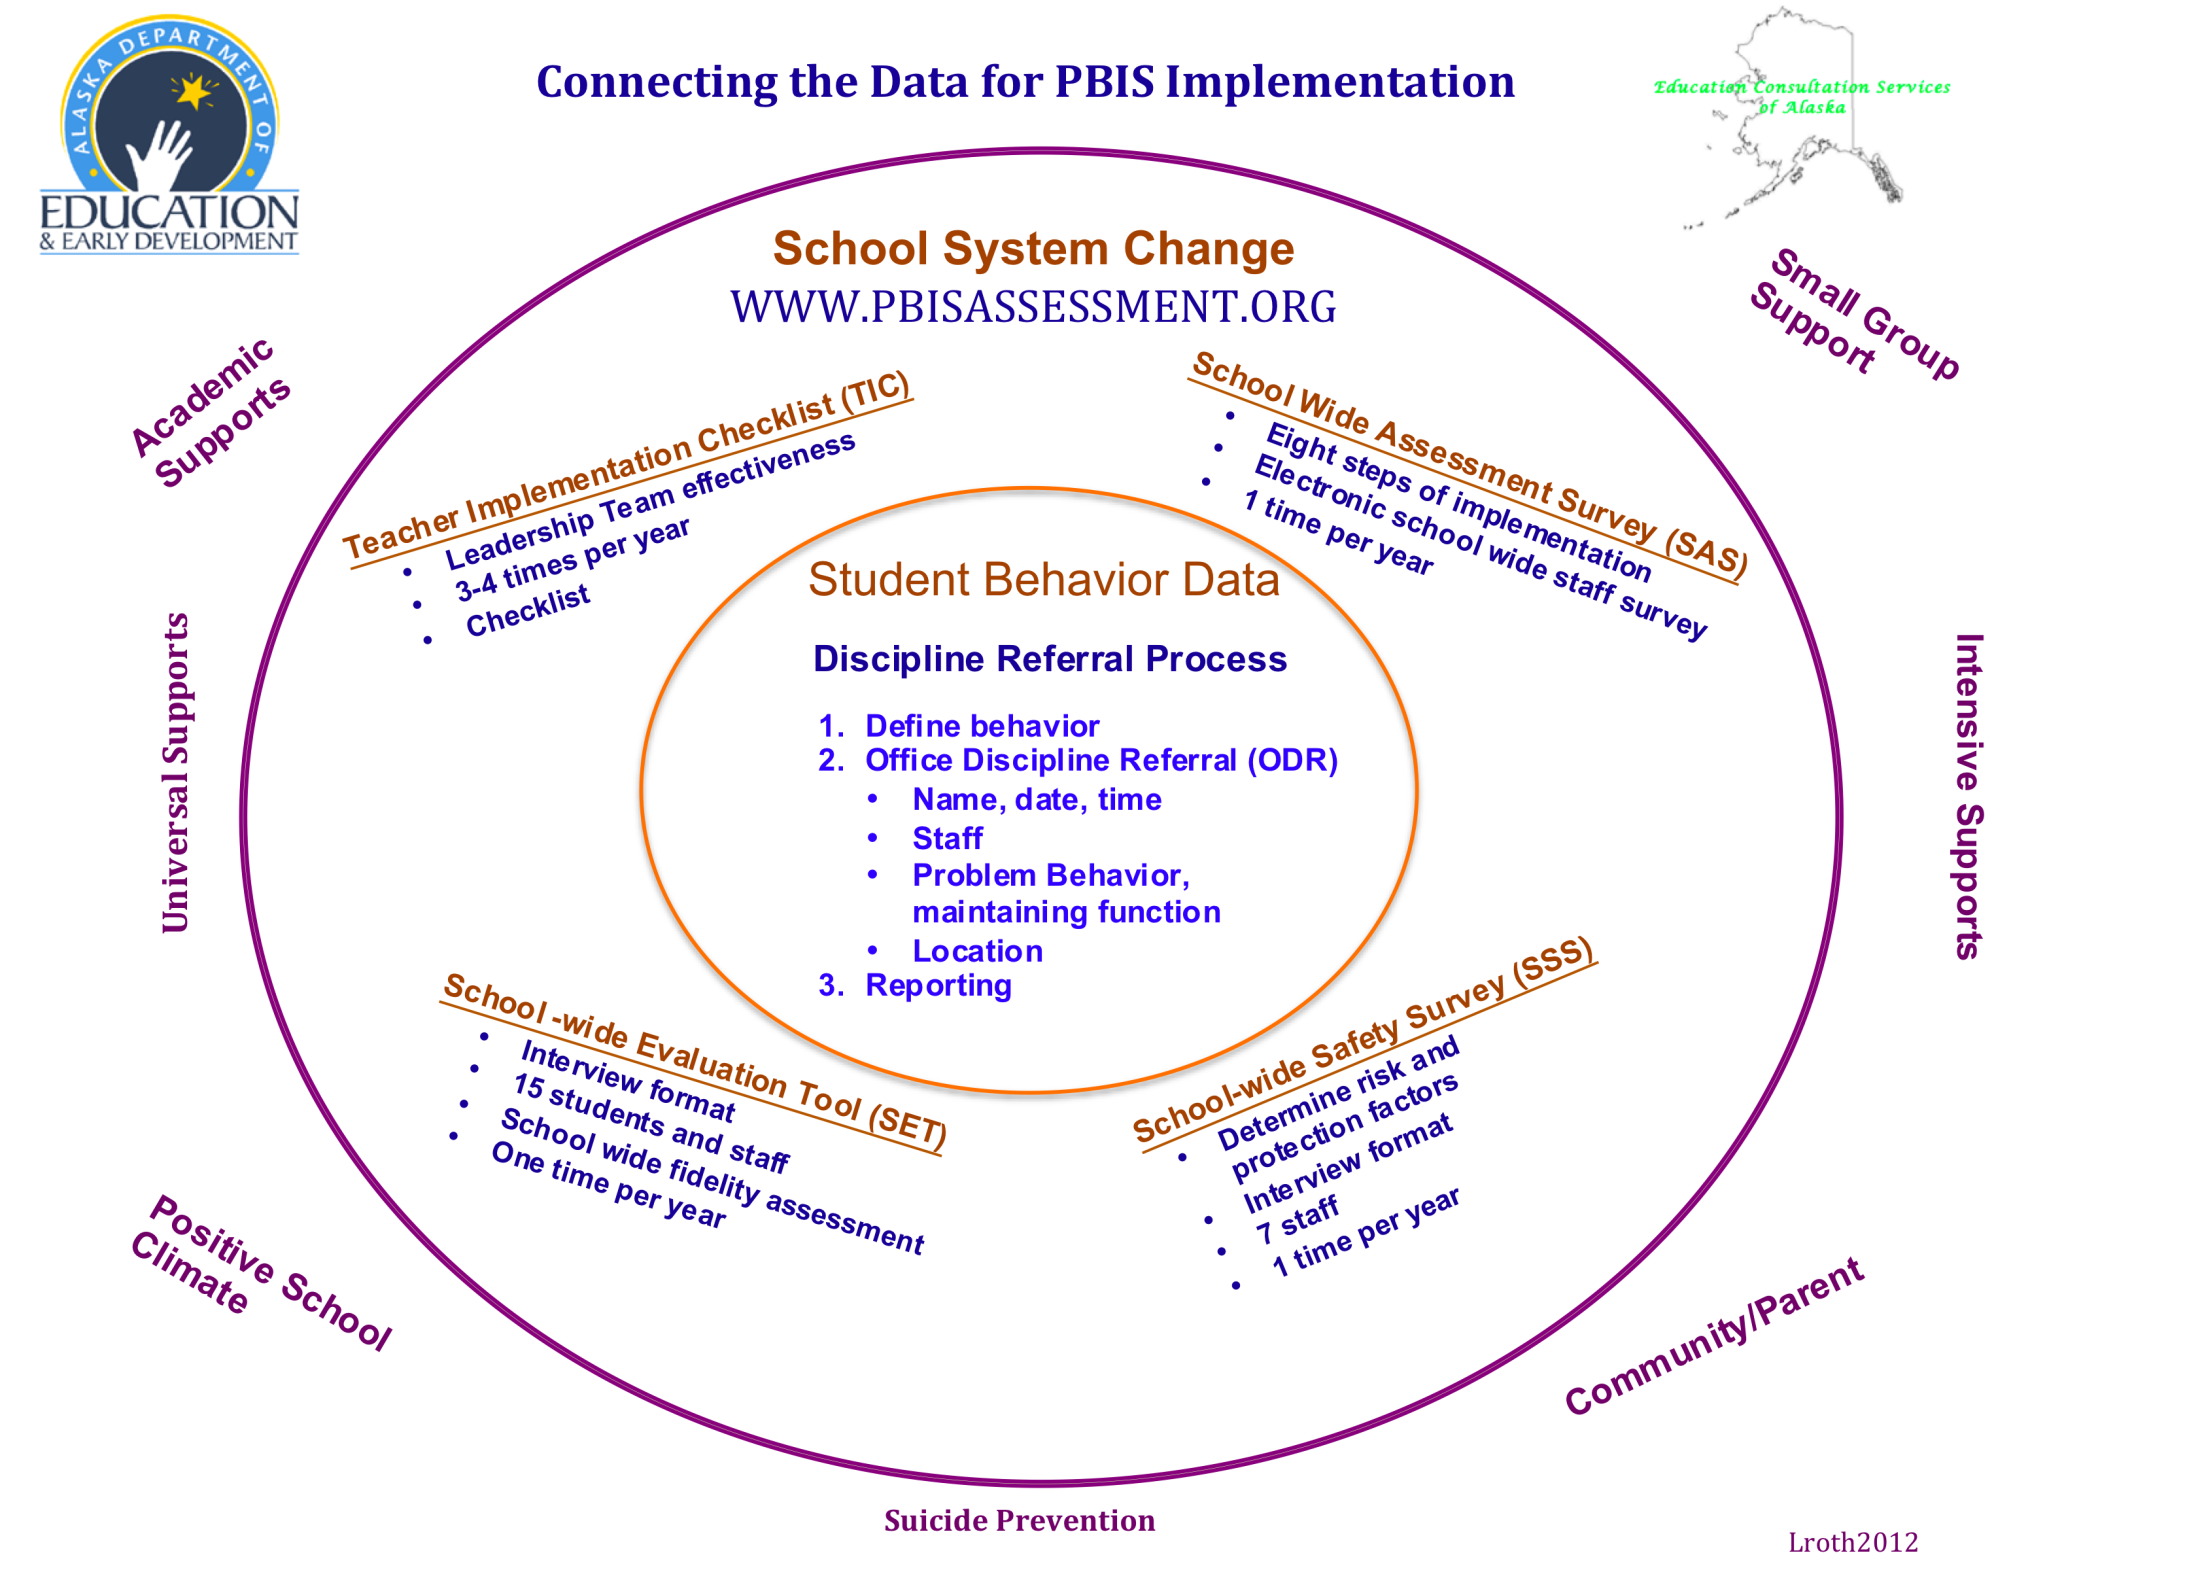 ALASKA DEPARTMENT OF
EDUCATION
& EARLY DEVELOPMENT
Connecting the Data for PBIS Implementation
Education Consultation Services
of Alaska
School System Change
WWW.PBISASSESSMENT.ORG
Academic
Supports
Small Group
Support
Teacher Implementation Checklist (TIC)
• Leadership Team effectiveness
• 3-4 times per year
• Checklist
School Wide Assessment Survey (SAS)
• Eight steps of implementation
• Electronic school wide staff survey
• 1 time per year
Universal Supports
Student Behavior Data
Discipline Referral Process
1. Define behavior
2. Office Discipline Referral (ODR)
• Name, date, time
• Staff
• Problem Behavior,
maintaining function
• Location
3. Reporting
Intensive Supports
School -wide Evaluation Tool (SET)
• Interview format
• 15 students and staff
• School wide fidelity assessment
• One time per year
School-wide Safety Survey (SSS)
• Determine risk and
protection factors
• Interview format
• 7 staff
• 1 time per year
Positive School
Climate
Community/Parent
Suicide Prevention
Lroth2012